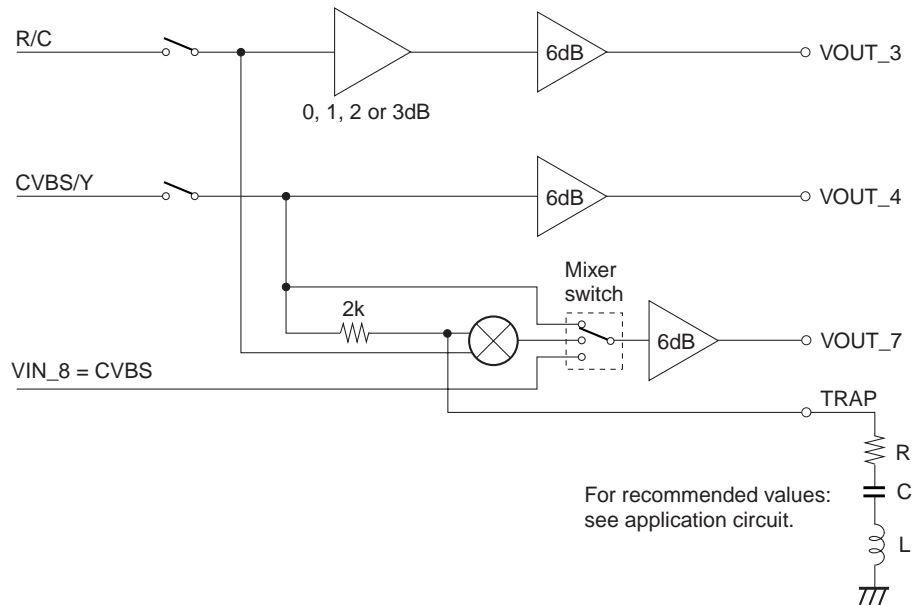 R/C
6dB
VOUT_3
0, 1, 2 or 3dB
CVBS/Y
6dB
VOUT_4
Mixer
switch
2k
6dB
VOUT_7
VIN_8 = CVBS
TRAP
R
For recommended values:
see application circuit.
C
L